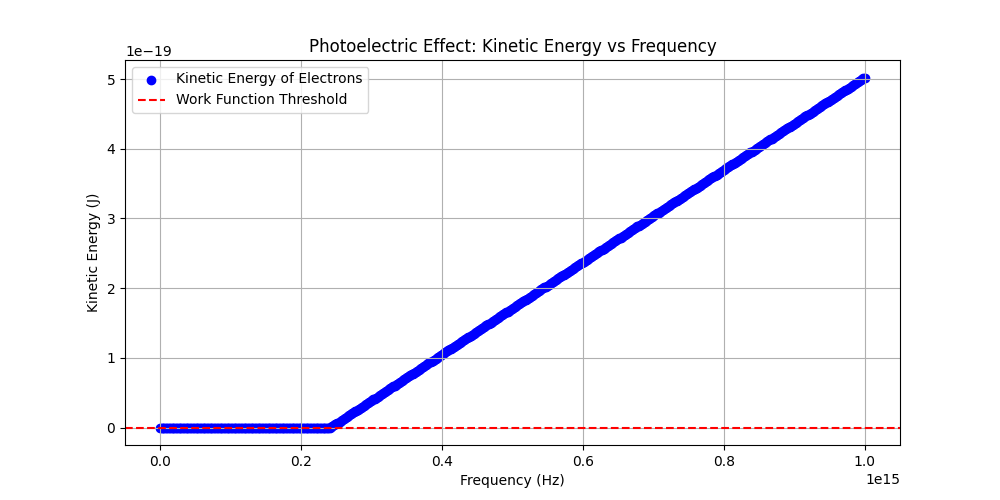 Photoelectric Effect: Kinetic Energy vs Frequency
1e−19
Kinetic Energy of Electrons
Work Function Threshold
Kinetic Energy (J)
5
4
3
2
1
0
0.0 0.2 0.4 0.6 0.8 1.0
1e15
Frequency (Hz)